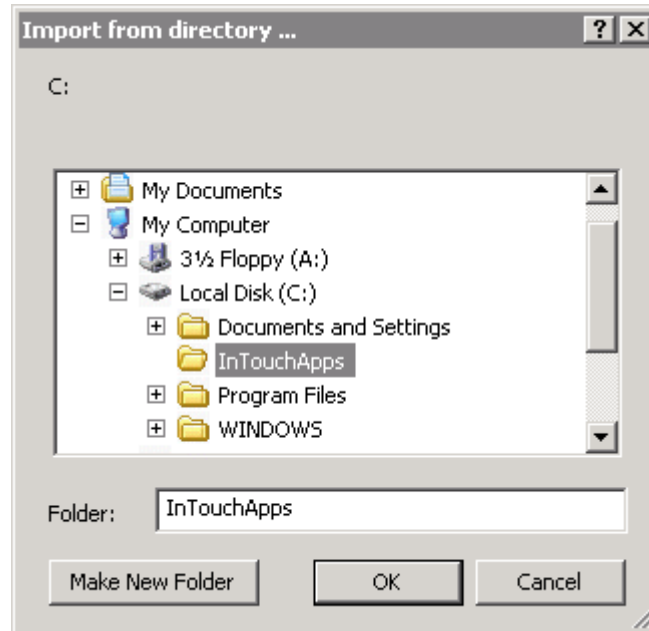 Import from directory ...
C:
My Documents
My Computer
3½ Floppy (A:)
Local Disk (C:)
Documents and Settings
InTouchApps
Program Files
WINDOWS
Folder: InTouchApps
Make New Folder OK Cancel